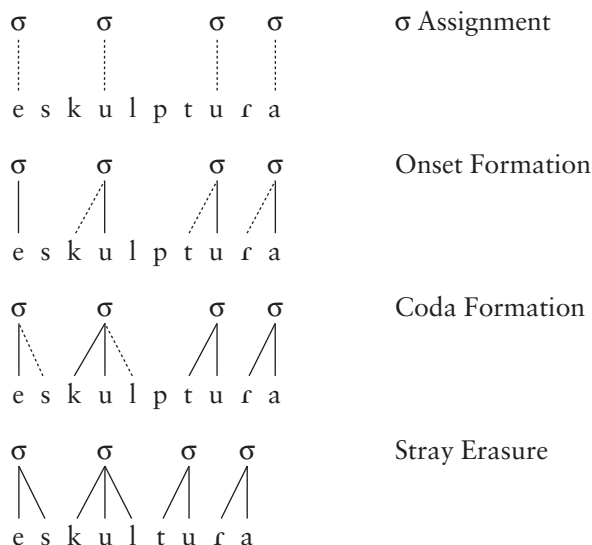 σ σ σ σ σ Assignment
e s k u l p t u ɾ a
σ σ σ σ Onset Formation
e s k u l p t u ɾ a
σ σ σ σ Coda Formation
e s k u l p t u ɾ a
σ σ σ σ Stray Erasure
e s k u l t u ɾ a